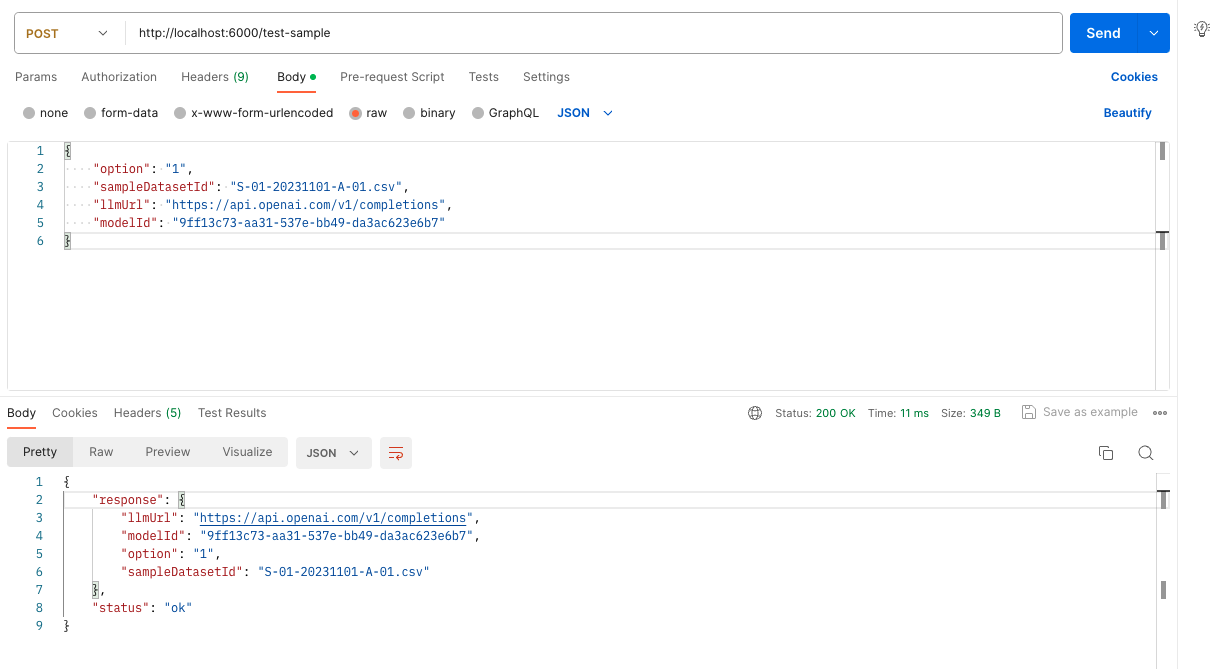 POST http://localhost:6000/test-sample Send
Params Authorization Headers (9) Body Pre-request Script Tests Settings Cookies
none form-data x-www-form-urlencoded raw binary GraphQL JSON Beautify
1 {
2 ····"option":·"1",
3 ····"sampleDatasetId":·"S-01-20231101-A-01.csv",
4 ····"llmUrl":·"https://api.openai.com/v1/completions",
5 ····"modelId":·"9ff13c73-aa31-537e-bb49-da3ac623e6b7"
6 }
Body Cookies Headers (5) Test Results Status: 200 OK Time: 11 ms Size: 349 B Save as example
Pretty Raw Preview Visualize JSON
1 {
2 "response": {
3 "llmUrl": "https://api.openai.com/v1/completions",
4 "modelId": "9ff13c73-aa31-537e-bb49-da3ac623e6b7",
5 "option": "1",
6 "sampleDatasetId": "S-01-20231101-A-01.csv"
7 },
8 "status": "ok"
9 }